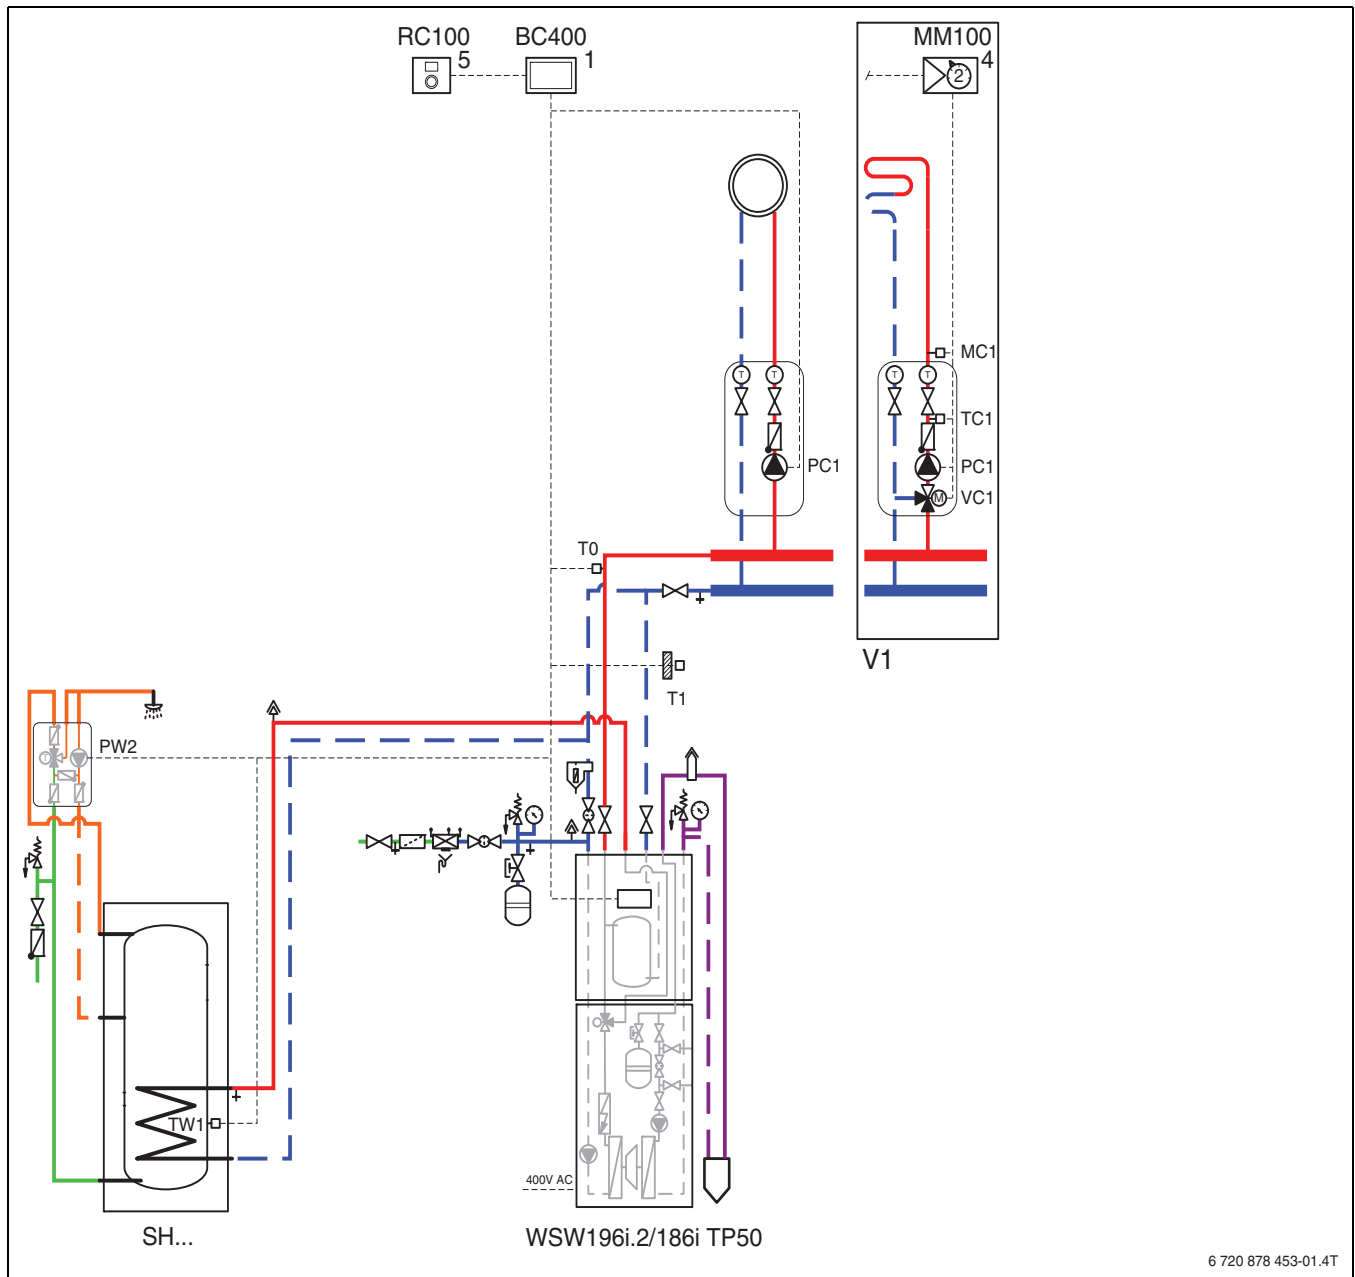 RC100
5
BC400
1
MM100
4
2
MC1
T
T
T
T
TC1
PC1
PC1
M
VC1
T0
V1
T1
PW2
T
TW1
400V AC
SH...
WSW196i.2/186i TP50
6 720 878 453-01.4T